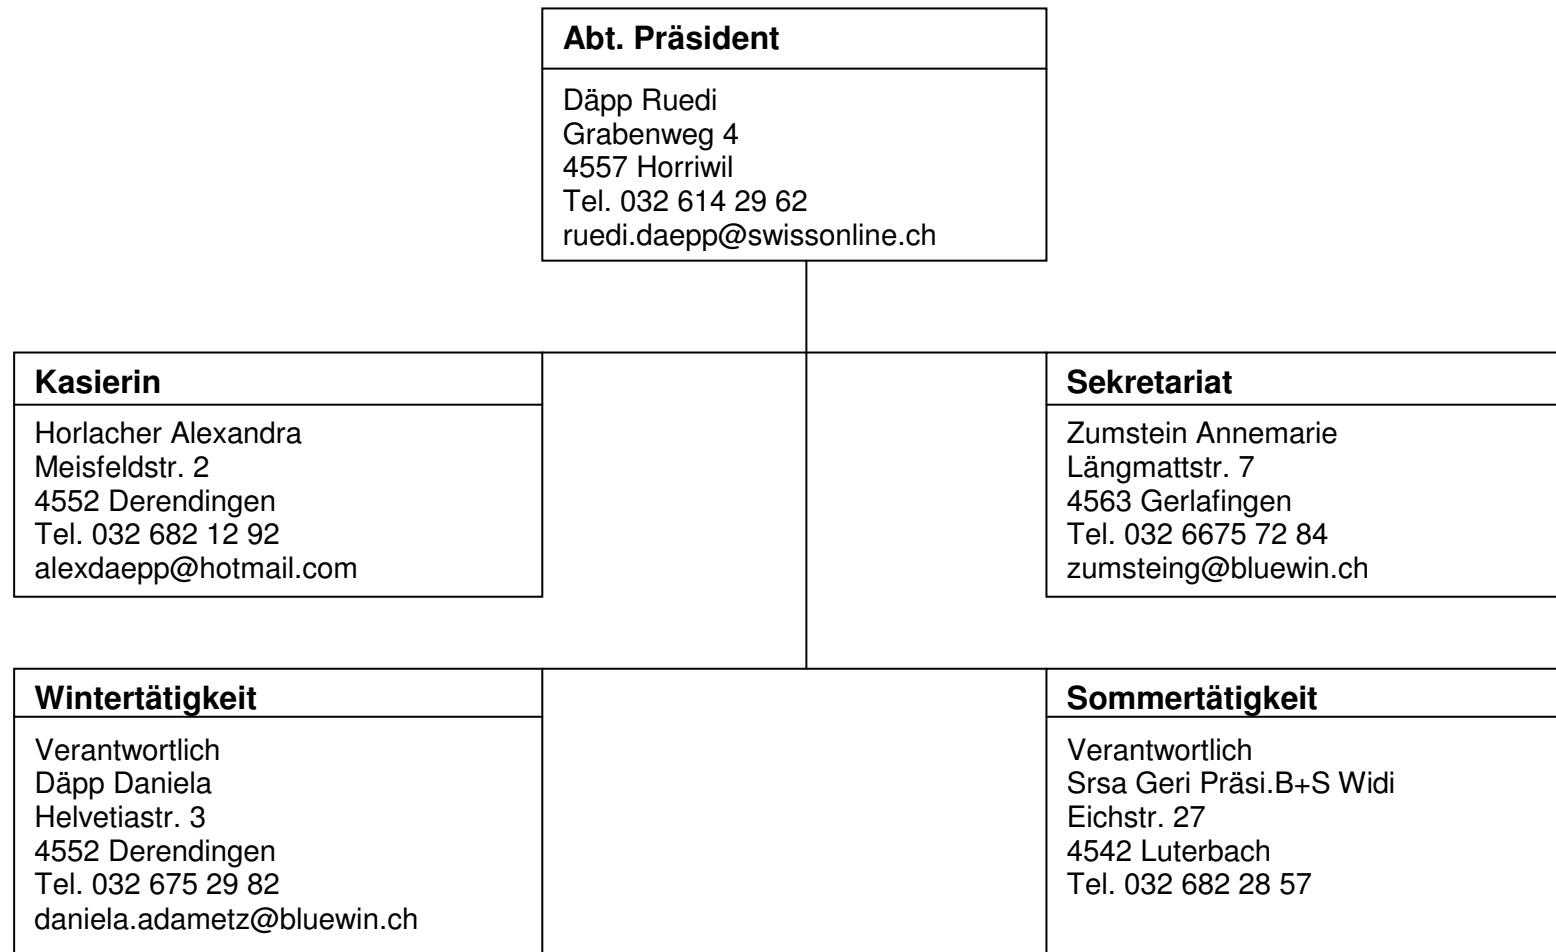 Abt. Präsident
Däpp Ruedi
Grabenweg 4
4557 Horriwil
Tel. 032 614 29 62
ruedi.daepp@swissonline.ch
Kasierin
Horlacher Alexandra
Meisfeldstr. 2
4552 Derendingen
Tel. 032 682 12 92
alexdaepp@hotmail.com
Sekretariat
Zumstein Annemarie
Längmattstr. 7
4563 Gerlafingen
Tel. 032 6675 72 84
zumsteing@bluewin.ch
Wintertätigkeit
Verantwortlich
Däpp Daniela
Helvetiastr. 3
4552 Derendingen
Tel. 032 675 29 82
daniela.adametz@bluewin.ch
Sommertätigkeit
Verantwortlich
Srsa Geri Präsi.B+S Widi
Eichstr. 27
4542 Luterbach
Tel. 032 682 28 57